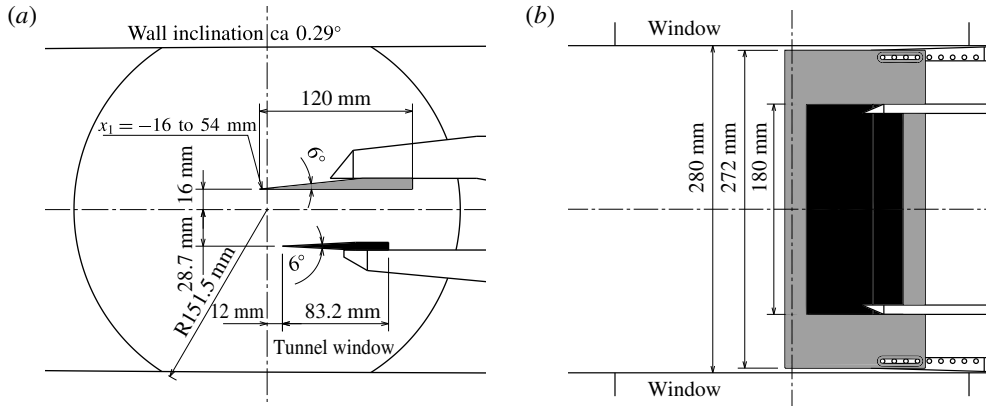 (a)
Wall inclination ca 0.29°
120 mm
x₁ = −16 to 54 mm
6°
16 mm
28.7 mm
6°
R151.5 mm
12 mm
83.2 mm
Tunnel window
(b)
Window
280 mm
272 mm
180 mm
Window